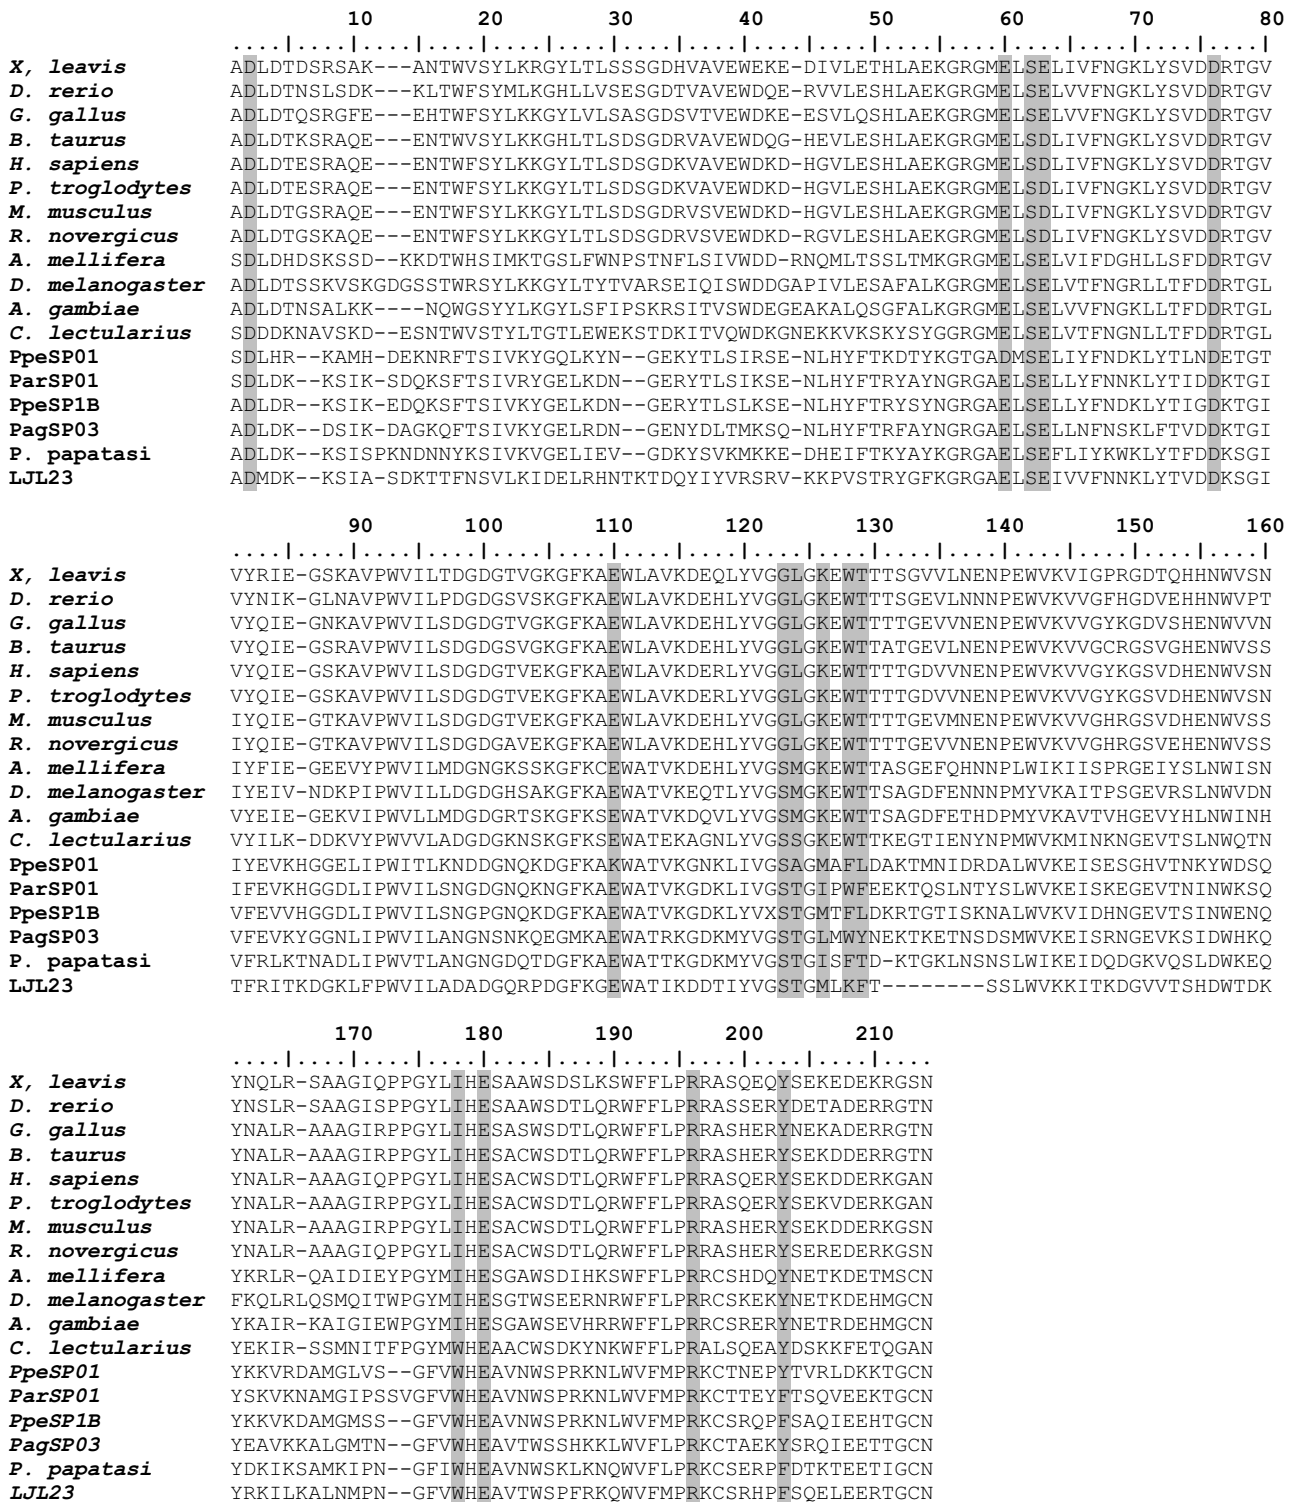 10 20 30 40 50 60 70 80
....|....|....|....|....|....|....|....|....|....|....|....|....|....|....|....|
X, leavis ADLDTDSRSAK---ANTWVSYLKRGYLTLSSSGDHVAVEWEKE-DIVLETHLAEKGRGMELSELIVFNGKLYSVDDRTGV
D. rerio ADLDTNSLSDK---KLTWFSYMLKGHLLVSESGDTVAVEWDQE-RVVLESHLAEKGRGMELSELVVFNGKLYSVDDRTGV
G. gallus ADLDTQSRGFE---EHTWFSYLKKGYLVLSASGDSVTVEWDKE-ESVLQSHLAEKGRGMELSELVVFNGKLYSVDDRTGV
B. taurus ADLDTKSRAQE---ENTWVSYLKKGHLTLSDSGDRVAVEWDQG-HEVLESHLAEKGRGMELSELIVFNGKLYSVDDRTGV
H. sapiens ADLDTESRAQE---ENTWFSYLKKGYLTLSDSGDKVAVEWDKD-HGVLESHLAEKGRGMELSDLIVFNGKLYSVDDRTGV
P. troglodytes ADLDTESRAQE---ENTWFSYLKKGYLTLSDSGDKVAVEWDKD-HGVLESHLAEKGRGMELSDLIVFNGKLYSVDDRTGV
M. musculus ADLDTGSRAQE---ENTWFSYLKKGYLTLSDSGDRVSVEWDKD-HGVLESHLAEKGRGMELSDLIVFNGKLYSVDDRTGV
R. novergicus ADLDTGSKAQE---ENTWFSYLKKGYLTLSDSGDRVSVEWDKD-RGVLESHLAEKGRGMELSDLIVFNGKLYSVDDRTGV
A. mellifera SDLDHDSKSSD--KKDTWHSIMKTGSLFWNPSTNFLSIVWDD-RNQMLTSSLTMKGRGMELSELVIFDGHLLSFDDRTGV
D. melanogaster ADLDTSSKVSKGDGSSTWRSYLKKGYLTYTVARSEIQISWDDGAPIVLESAFALKGRGMELSELVTFNGRLLTFDDRTGL
A. gambiae ADLDTNSALKK----NQWGSYYLKGYLSFIPSKRSITVSWDEGEAKALQSGFALKGRGMELSELVVFNGKLLTFDDRTGL
C. lectularius SDDDKNAVSKD--ESNTWVSTYLTGTLEWEKSTDKITVQWDKGNEKKVKSKYSYGGRGMELSELVTFNGNLLTFDDRTGL
PpeSP01 SDLHR--KAMH-DEKNRFTSIVKYGQLKYN--GEKYTLSIRSE-NLHYFTKDTYKGTGADMSELIYFNDKLYTLNDETGT
ParSP01 SDLDK--KSIK-SDQKSFTSIVRYGELKDN--GERYTLSIKSE-NLHYFTRYAYNGRGAELSELLYFNNKLYTIDDKTGI
PpeSP1B ADLDR--KSIK-EDQKSFTSIVKYGELKDN--GERYTLSLKSE-NLHYFTRYSYNGRGAELSELLYFNDKLYTIGDKTGI
PagSP03 ADLDK--DSIK-DAGKQFTSIVKYGELRDN--GENYDLTMKSQ-NLHYFTRFAYNGRGAELSELLNFNSKLFTVDDKTGI
P. papatasi ADLDK--KSISPKNDNNYKSIVKVGELIEV--GDKYSVKMKKE-DHEIFTKYAYKGRGAELSEFLIYKWKLYTFDDKSGI
LJL23 ADMDK--KSIA-SDKTTFNSVLKIDELRHNTKTDQYIYVRSRV-KKPVSTRYGFKGRGAELSEIVVFNNKLYTVDDKSGI
90 100 110 120 130 140 150 160
....|....|....|....|....|....|....|....|....|....|....|....|....|....|....|....|
X, leavis VYRIE-GSKAVPWVILTDGDGTVGKGFKAEWLAVKDEQLYVGGLGKEWTTTSGVVLNENPEWVKVIGPRGDTQHHNWVSN
D. rerio VYNIK-GLNAVPWVILPDGDGSVSKGFKAEWLAVKDEHLYVGGLGKEWTTTSGEVLNNNPEWVKVVGFHGDVEHHNWVPT
G. gallus VYQIE-GNKAVPWVILSDGDGTVGKGFKAEWLAVKDEHLYVGGLGKEWTTTTGEVVNENPEWVKVVGYKGDVSHENWVVN
B. taurus VYQIE-GSRAVPWVILSDGDGSVGKGFKAEWLAVKDEHLYVGGLGKEWTTATGEVLNENPEWVKVVGCRGSVGHENWVSS
H. sapiens VYQIE-GSKAVPWVILSDGDGTVEKGFKAEWLAVKDERLYVGGLGKEWTTTTGDVVNENPEWVKVVGYKGSVDHENWVSN
P. troglodytes VYQIE-GSKAVPWVILSDGDGTVEKGFKAEWLAVKDERLYVGGLGKEWTTTTGDVVNENPEWVKVVGYKGSVDHENWVSN
M. musculus IYQIE-GTKAVPWVILSDGDGTVEKGFKAEWLAVKDEHLYVGGLGKEWTTTTGEVMNENPEWVKVVGHRGSVDHENWVSS
R. novergicus IYQIE-GTKAVPWVILSDGDGAVEKGFKAEWLAVKDEHLYVGGLGKEWTTTTGEVVNENPEWVKVVGHRGSVEHENWVSS
A. mellifera IYFIE-GEEVYPWVILMDGNGKSSKGFKCEWATVKDEHLYVGSMGKEWTTASGEFQHNNPLWIKIISPRGEIYSLNWISN
D. melanogaster IYEIV-NDKPIPWVILLDGDGHSAKGFKAEWATVKEQTLYVGSMGKEWTTSAGDFENNNPMYVKAITPSGEVRSLNWVDN
A. gambiae VYEIE-GEKVIPWVLLMDGDGRTSKGFKSEWATVKDQVLYVGSMGKEWTTSAGDFETHDPMYVKAVTVHGEVYHLNWINH
C. lectularius VYILK-DDKVYPWVVLADGDGKNSKGFKSEWATEKAGNLYVGSSGKEWTTKEGTIENYNPMWVKMINKNGEVTSLNWQTN
PpeSP01 IYEVKHGGELIPWITLKNDDGNQKDGFKAKWATVKGNKLIVGSAGMAFLDAKTMNIDRDALWVKEISESGHVTNKYWDSQ
ParSP01 IFEVKHGGDLIPWVILSNGDGNQKNGFKAEWATVKGDKLIVGSTGIPWFEEKTQSLNTYSLWVKEISKEGEVTNINWKSQ
PpeSP1B VFEVVHGGDLIPWVILSNGPGNQKDGFKAEWATVKGDKLYVXSTGMTFLDKRTGTISKNALWVKVIDHNGEVTSINWENQ
PagSP03 VFEVKYGGNLIPWVILANGNSNKQEGMKAEWATRKGDKMYVGSTGLMWYNEKTKETNSDSMWVKEISRNGEVKSIDWHKQ
P. papatasi VFRLKTNADLIPWVTLANGNGDQTDGFKAEWATTKGDKMYVGSTGISFTD-KTGKLNSNSLWIKEIDQDGKVQSLDWKEQ
LJL23 TFRITKDGKLFPWVILADADGQRPDGFKGEWATIKDDTIYVGSTGMLKFT--------SSLWVKKITKDGVVTSHDWTDK
170 180 190 200 210
....|....|....|....|....|....|....|....|....|....|....
X, leavis YNQLR-SAAGIQPPGYLIHESAAWSDSLKSWFFLPRRASQEQYSEKEDEKRGSN
D. rerio YNSLR-SAAGISPPGYLIHESAAWSDTLQRWFFLPRRASSERYDETADERRGTN
G. gallus YNALR-AAAGIRPPGYLIHESASWSDTLQRWFFLPRRASHERYNEKADERRGTN
B. taurus YNALR-AAAGIRPPGYLIHESACWSDTLQRWFFLPRRASHERYSEKDDERRGTN
H. sapiens YNALR-AAAGIQPPGYLIHESACWSDTLQRWFFLPRRASQERYSEKDDERKGAN
P. troglodytes YNALR-AAAGIRPPGYLIHESACWSDTLQRWFFLPRRASQERYSEKVDERKGAN
M. musculus YNALR-AAAGIRPPGYLIHESACWSDTLQRWFFLPRRASHERYSEKDDERKGSN
R. novergicus YNALR-AAAGIQPPGYLIHESACWSDTLQRWFFLPRRASHERYSEREDERKGSN
A. mellifera YKRLR-QAIDIEYPGYMIHESGAWSDIHKSWFFLPRRCSHDQYNETKDETMSCN
D. melanogaster FKQLRLQSMQITWPGYMIHESGTWSEERNRWFFLPRRCSKEKYNETKDEHMGCN
A. gambiae YKAIR-KAIGIEWPGYMIHESGAWSEVHRRWFFLPRRCSRERYNETRDEHMGCN
C. lectularius YEKIR-SSMNITFPGYMWHEAACWSDKYNKWFFLPRALSQEAYDSKKFETQGAN
PpeSP01 YKKVRDAMGLVS--GFVWHEAVNWSPRKNLWVFMPRKCTNEPYTVRLDKKTGCN
ParSP01 YSKVKNAMGIPSSVGFVWHEAVNWSPRKNLWVFMPRKCTTEYFTSQVEEKTGCN
PpeSP1B YKKVKDAMGMSS--GFVWHEAVNWSPRKNLWVFMPRKCSRQPFSAQIEEHTGCN
PagSP03 YEAVKKALGMTN--GFVWHEAVTWSSHKKLWVFLPRKCTAEKYSRQIEETTGCN
P. papatasi YDKIKSAMKIPN--GFIWHEAVNWSKLKNQWVFLPRKCSERPFDTKTEETIGCN
LJL23 YRKILKALNMPN--GFVWHEAVTWSPFRKQWVFMPRKCSRHPFSQELEERTGCN